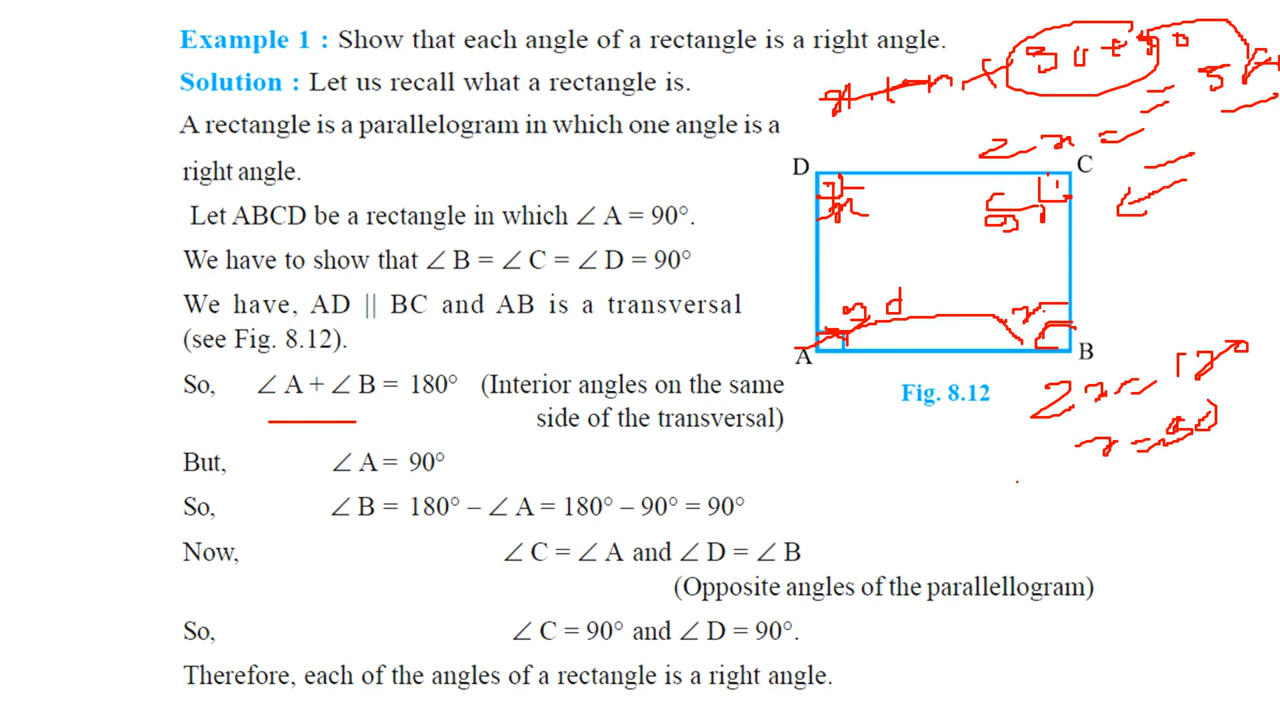 Example 1 : Show that each angle of a rectangle is a right angle.
Solution : Let us recall what a rectangle is.
A rectangle is a parallelogram in which one angle is a
right angle.
Let ABCD be a rectangle in which ∠ A = 90°.
We have to show that ∠ B = ∠ C = ∠ D = 90°
We have, AD || BC and AB is a transversal
(see Fig. 8.12).
So, ∠ A + ∠ B = 180° (Interior angles on the same
side of the transversal)
But, ∠ A = 90°
So, ∠ B = 180° – ∠ A = 180° – 90° = 90°
Now, ∠ C = ∠ A and ∠ D = ∠ B
(Opposite angles of the parallellogram)
So, ∠ C = 90° and ∠ D = 90°.
Therefore, each of the angles of a rectangle is a right angle.
D C
A B
Fig. 8.12